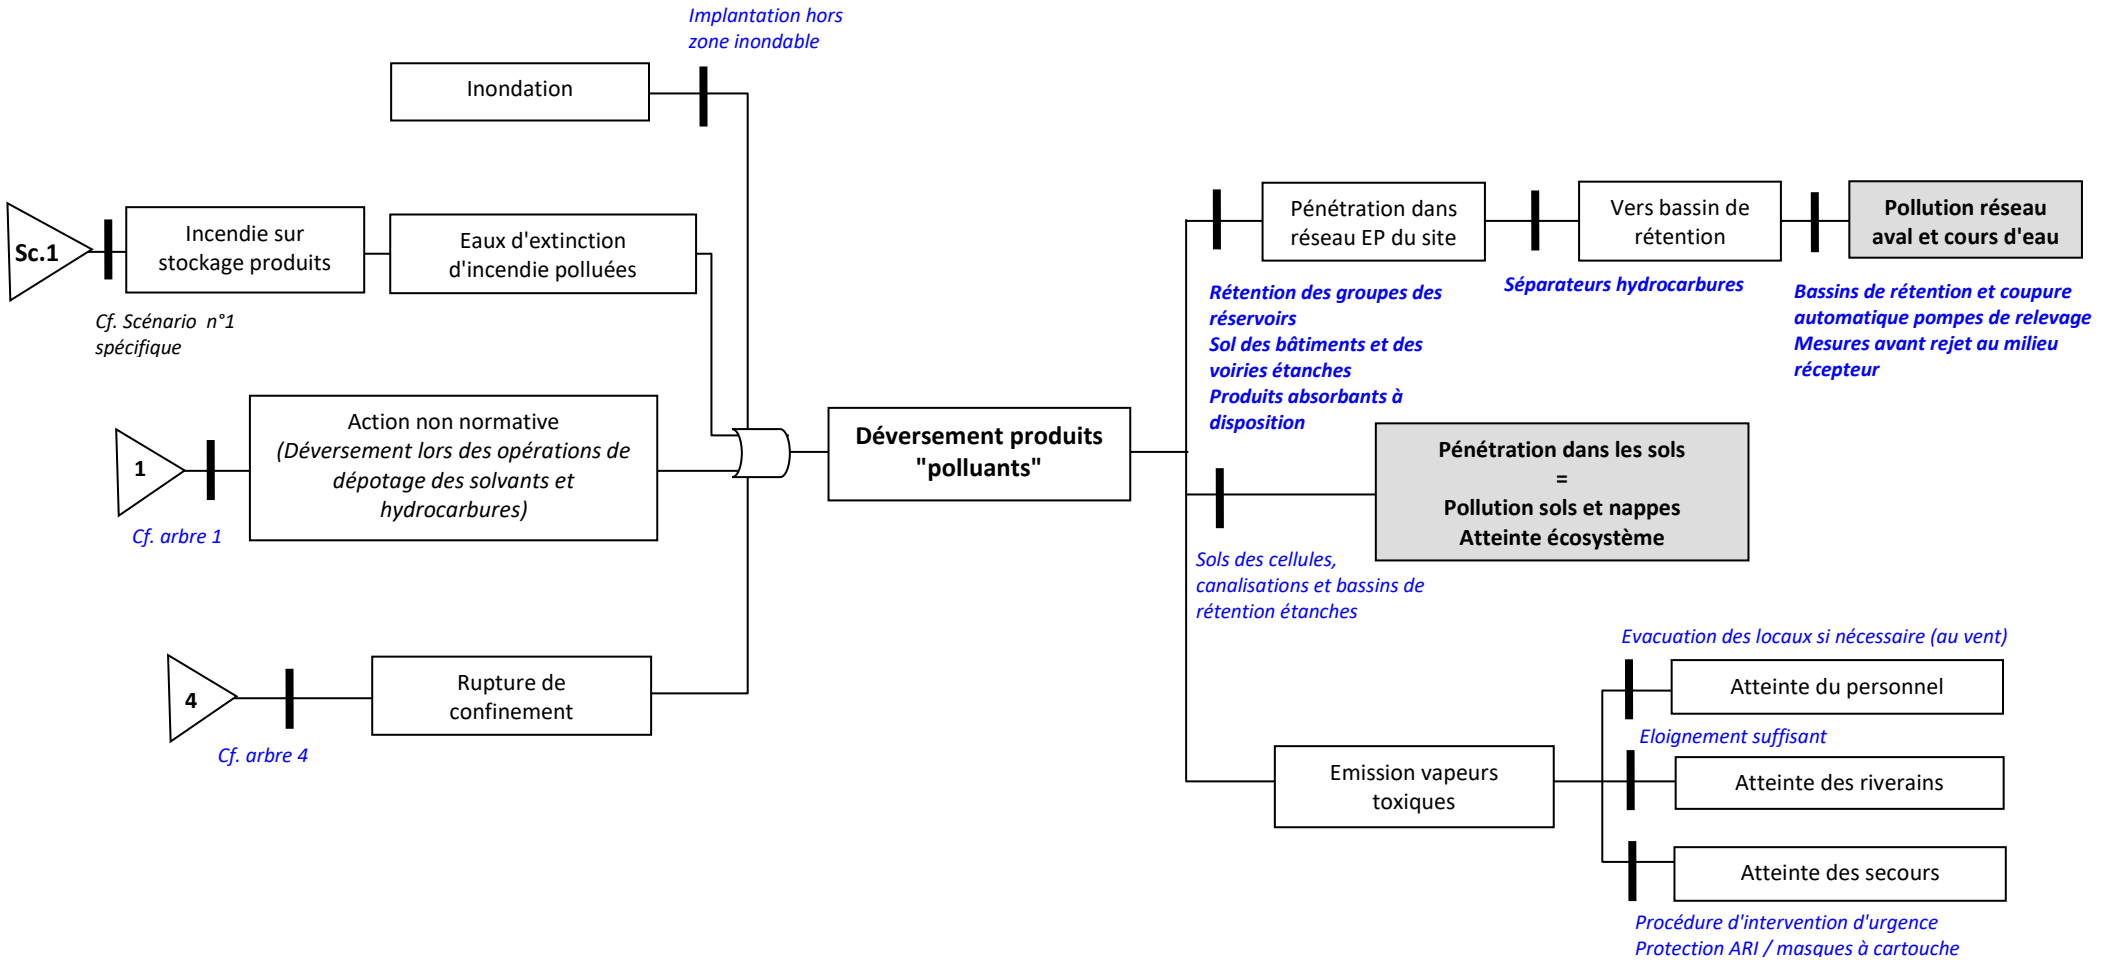 Implantation hors
zone inondable
Inondation
Sc.1
Incendie sur
stockage produits
Eaux d'extinction
d'incendie polluées
Cf. Scénario n°1
spécifique
1
Action non normative
(Déversement lors des opérations de
dépotage des solvants et
hydrocarbures)
Cf. arbre 1
4
Rupture de
confinement
Cf. arbre 4
Déversement produits
"polluants"
Pénétration dans
réseau EP du site
Vers bassin de
rétention
Pollution réseau
aval et cours d'eau
Rétention des groupes des
réservoirs
Sol des bâtiments et des
voiries étanches
Produits absorbants à
disposition
Séparateurs hydrocarbures
Bassins de rétention et coupure
automatique pompes de relevage
Mesures avant rejet au milieu
récepteur
Pénétration dans les sols
=
Pollution sols et nappes
Atteinte écosystème
Sols des cellules,
canalisations et bassins de
rétention étanches
Emission vapeurs
toxiques
Evacuation des locaux si nécessaire (au vent)
Atteinte du personnel
Eloignement suffisant
Atteinte des riverains
Atteinte des secours
Procédure d'intervention d'urgence
Protection ARI / masques à cartouche